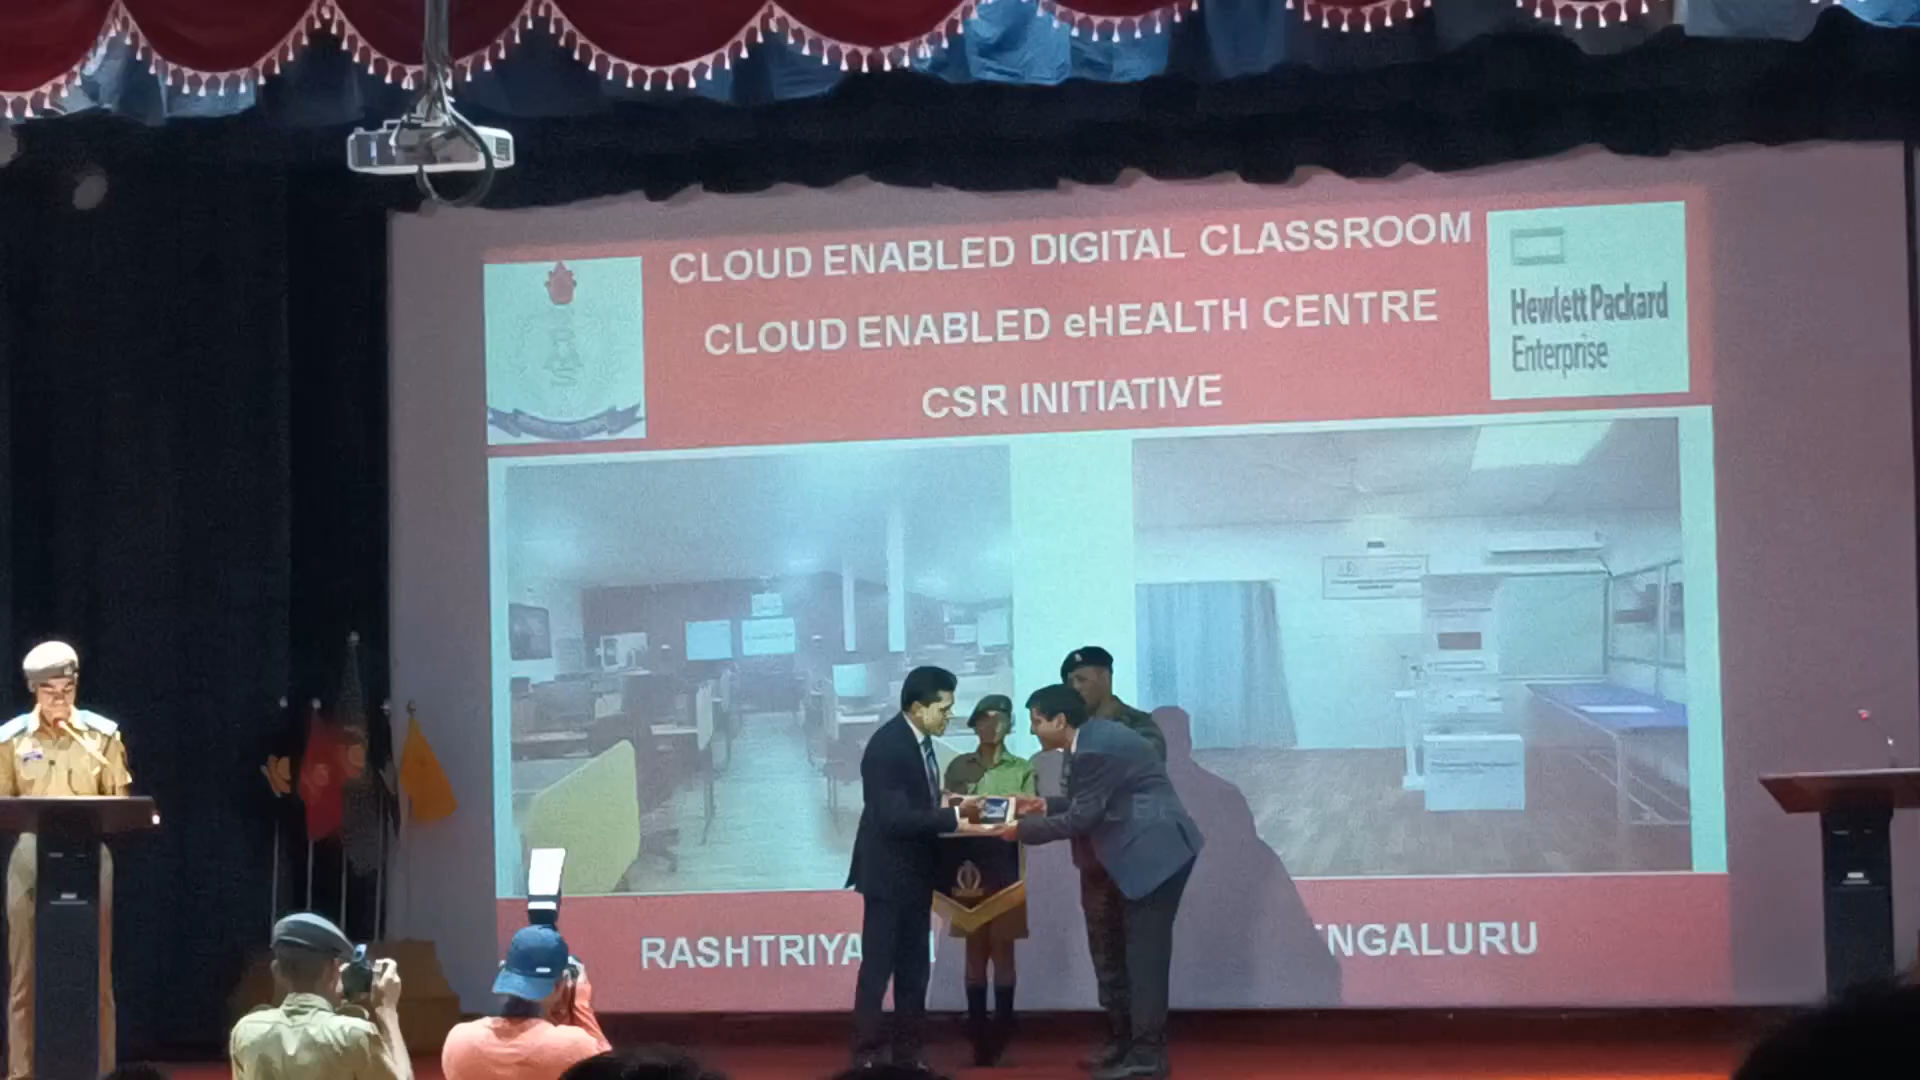 CLOUD ENABLED DIGITAL CLASSROOM
CLOUD ENABLED eHEALTH CENTRE
CSR INITIATIVE
Hewlett Packard
Enterprise
RASHTRIYA
NGALURU